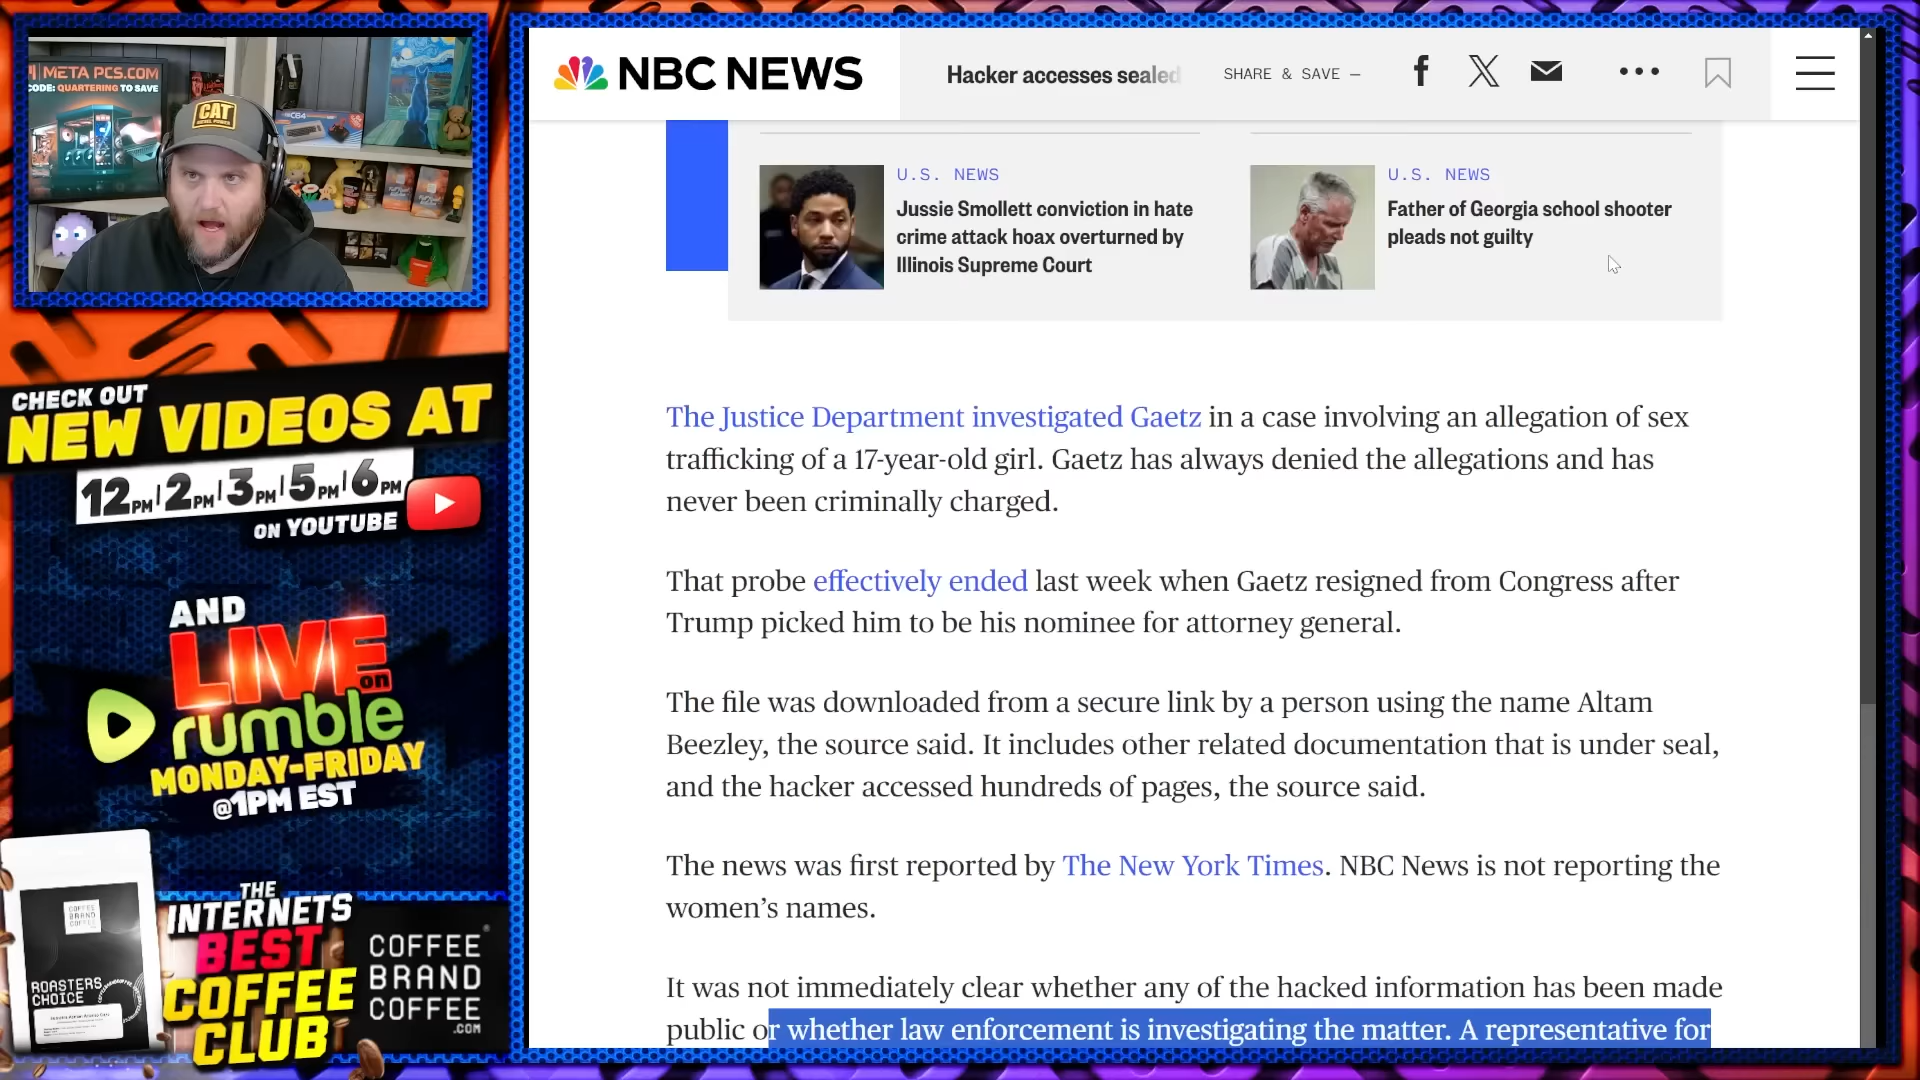 META PCS.COM
CODE: QUARTERING TO SAVE
CAT
C64
CHECK OUT
NEW VIDEOS AT
12PM | 2PM | 3PM | 5PM | 6PM
ON YOUTUBE
AND
LIVE
on
rumble
MONDAY-FRIDAY
@1PM EST
COFFEE
BRAND
COFFEE
ROASTERS
CHOICE
THE
INTERNETS
BEST
COFFEE
CLUB
COFFEE
BRAND
COFFEE
.COM
NBC NEWS
Hacker accesses sealed
SHARE & SAVE —
U.S. NEWS
Jussie Smollett conviction in hate
crime attack hoax overturned by
Illinois Supreme Court
U.S. NEWS
Father of Georgia school shooter
pleads not guilty
The Justice Department investigated Gaetz in a case involving an allegation of sex
trafficking of a 17-year-old girl. Gaetz has always denied the allegations and has
never been criminally charged.
That probe effectively ended last week when Gaetz resigned from Congress after
Trump picked him to be his nominee for attorney general.
The file was downloaded from a secure link by a person using the name Altam
Beezley, the source said. It includes other related documentation that is under seal,
and the hacker accessed hundreds of pages, the source said.
The news was first reported by The New York Times. NBC News is not reporting the
women’s names.
It was not immediately clear whether any of the hacked information has been made
public or whether law enforcement is investigating the matter. A representative for